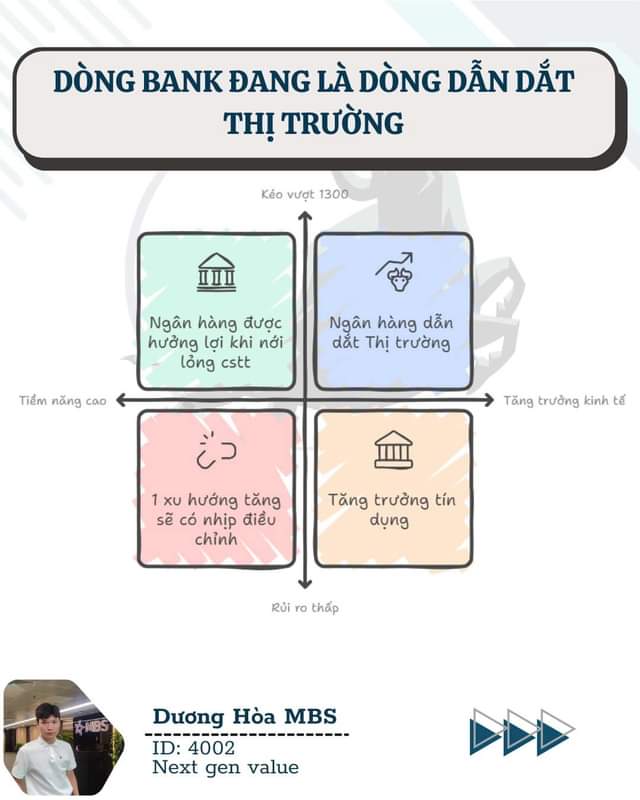 DÒNG BANK ĐANG LÀ DÒNG DẪN DẮT
THỊ TRƯỜNG
Kéo vượt 1300
Ngân hàng được
hưởng lợi khi nới
lỏng cstt
Ngân hàng dẫn
dắt Thị trường
Tiềm năng cao
Tăng trưởng kinh tế
1 xu hướng tăng
sẽ có nhịp điều
chỉnh
Tăng trưởng tín
dụng
Rủi ro thấp
MBS
Dương Hòa MBS
ID: 4002
Next gen value